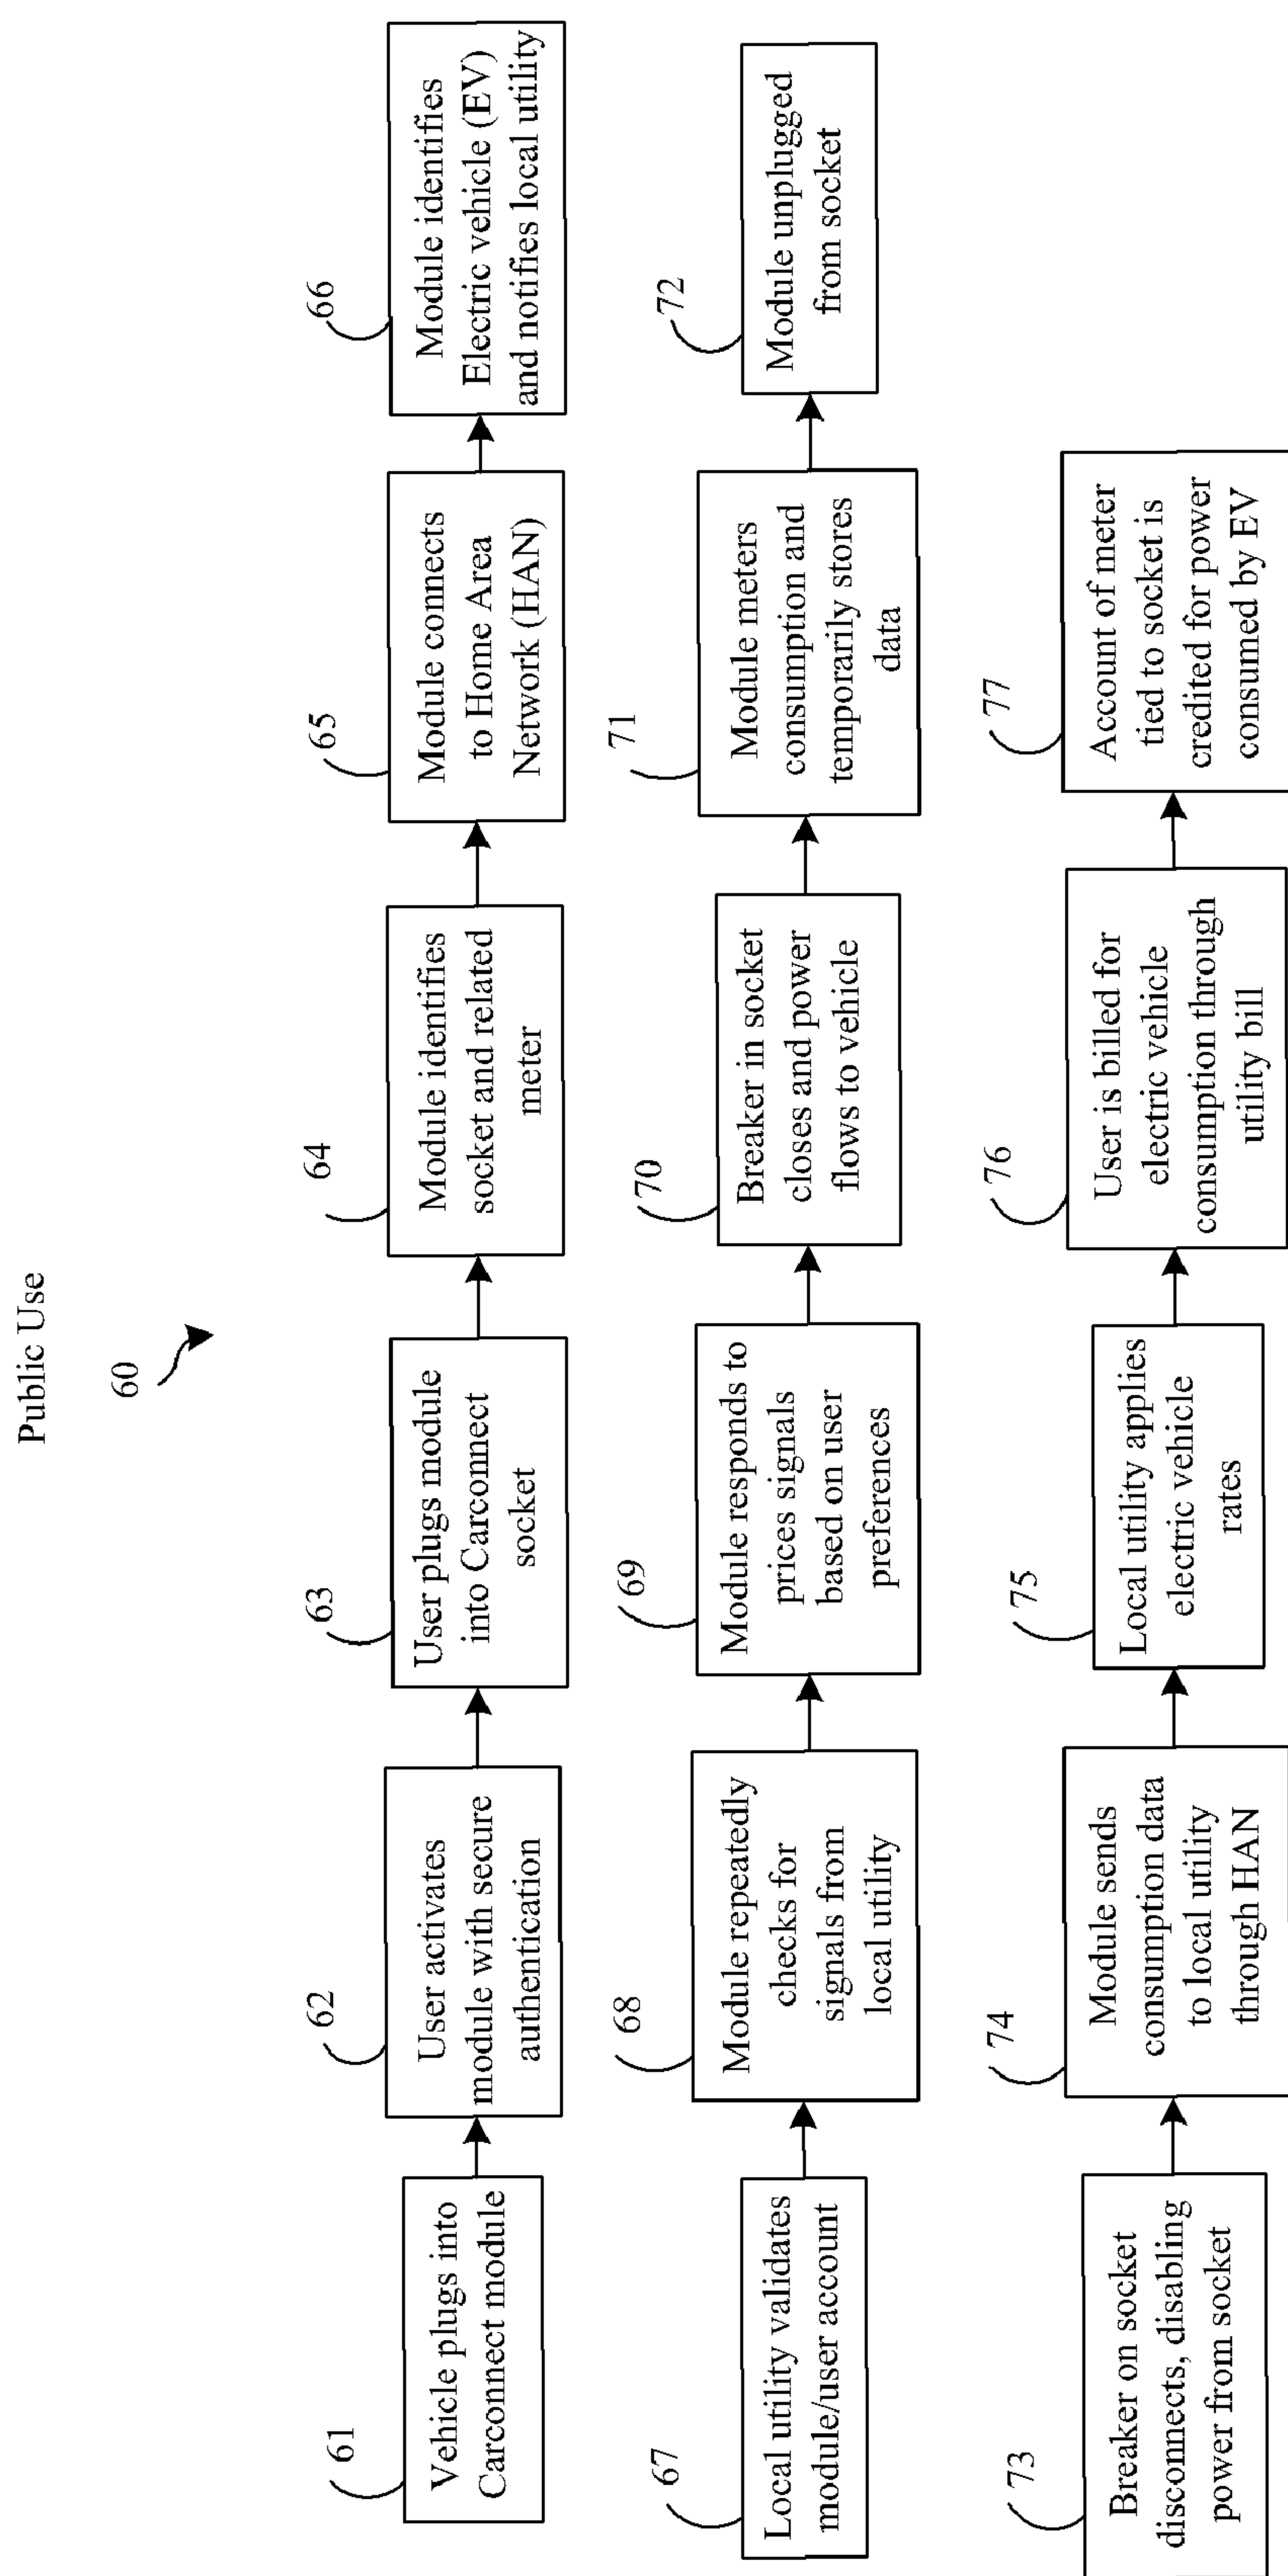 Public Use
60
61
Vehicle plugs into
Carconnect module
62
User activates
module with secure
authentication
63
User plugs module
into Carconnect
socket
64
Module identifies
socket and related
meter
65
Module connects
to Home Area
Network (HAN)
66
Module identifies
Electric vehicle (EV)
and notifies local utility
67
Local utility validates
module/user account
68
Module repeatedly
checks for
signals from
local utility
69
Module responds to
prices signals
based on user
preferences
70
Breaker in socket
closes and power
flows to vehicle
71
Module meters
consumption and
temporarily stores
data
72
Module unplugged
from socket
73
Breaker on socket
disconnects, disabling
power from socket
74
Module sends
consumption data
to local utility
through HAN
75
Local utility applies
electric vehicle
rates
76
User is billed for
electric vehicle
consumption through
utility bill
77
Account of meter
tied to socket is
credited for power
consumed by EV